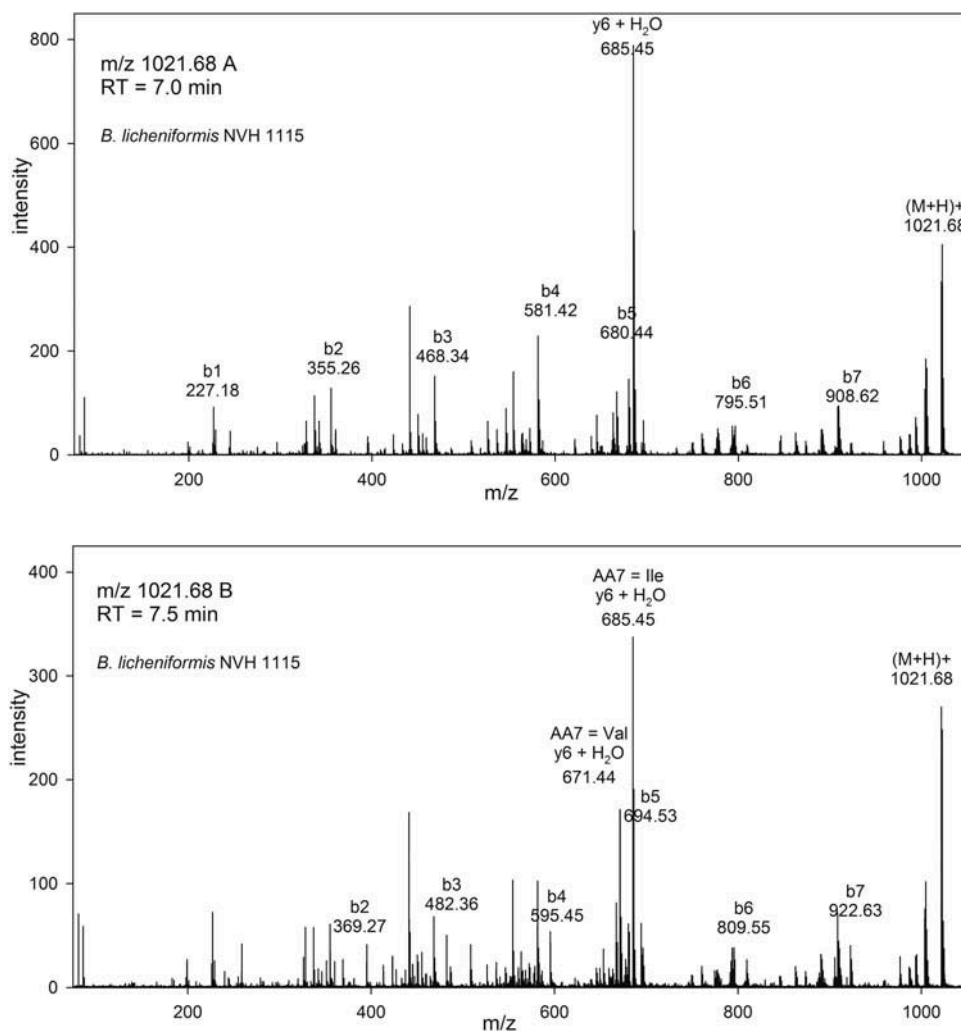 y6 + H₂O
685.45
m/z 1021.68 A
RT = 7.0 min
B. licheniformis NVH 1115
(M+H)+
1021.68
b4
581.42
b5
680.44
b3
468.34
b2
355.26
b1
227.18
b6
795.51
b7
908.62
800
600
400
200
0
intensity
200
400
600
800
1000
m/z
m/z 1021.68 B
RT = 7.5 min
B. licheniformis NVH 1115
AA7 = Ile
y6 + H₂O
685.45
(M+H)+
1021.68
AA7 = Val
y6 + H₂O
671.44
b5
694.53
b3
482.36
b2
369.27
b4
595.45
b6
809.55
b7
922.63
400
300
200
100
0
intensity
200
400
600
800
1000
m/z